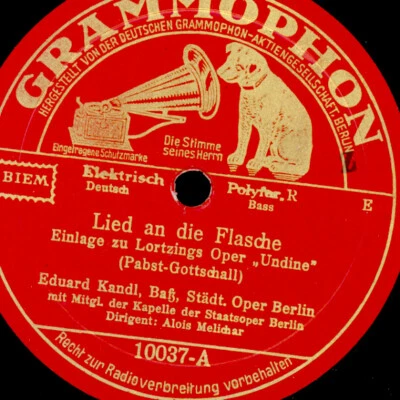 GRAMMOPHON
HERGESTELLT VON DER DEUTSCHEN GRAMMOPHON-AKTIENGESELLSCHAFT, BERLIN
Die Stimme
seines Herrn
Eingetragene Schutzmarke
BIEM
Elektrisch
Deutsch
Polyfar. R
Bass
E
Lied an die Flasche
Einlage zu Lortzings Oper „Undine"
(Pabst-Gottschall)
Eduard Kandl, Baß, Städt. Oper Berlin
mit Mitgl. der Kapelle der Staatsoper Berlin
Dirigent: Alois Melichar
10037-A
Recht zur Radioverbreitung vorbehalten